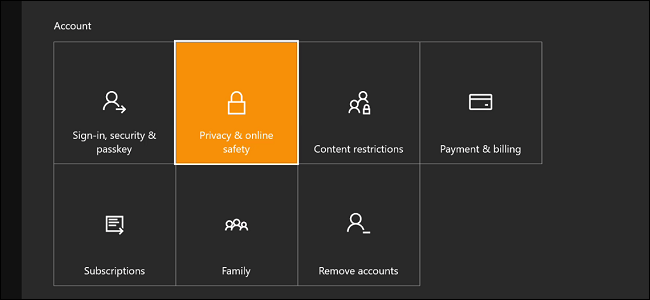 Account
Sign-in, security &
passkey
Privacy & online
safety
Content restrictions
Payment & billing
Subscriptions
Family
Remove accounts